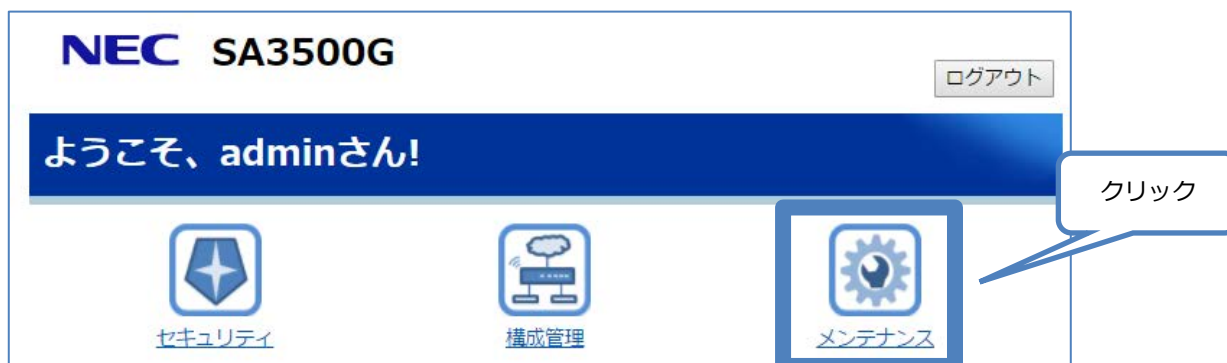 NEC SA3500G
ログアウト
ようこそ、adminさん!
クリック
セキュリティ
構成管理
メンテナンス